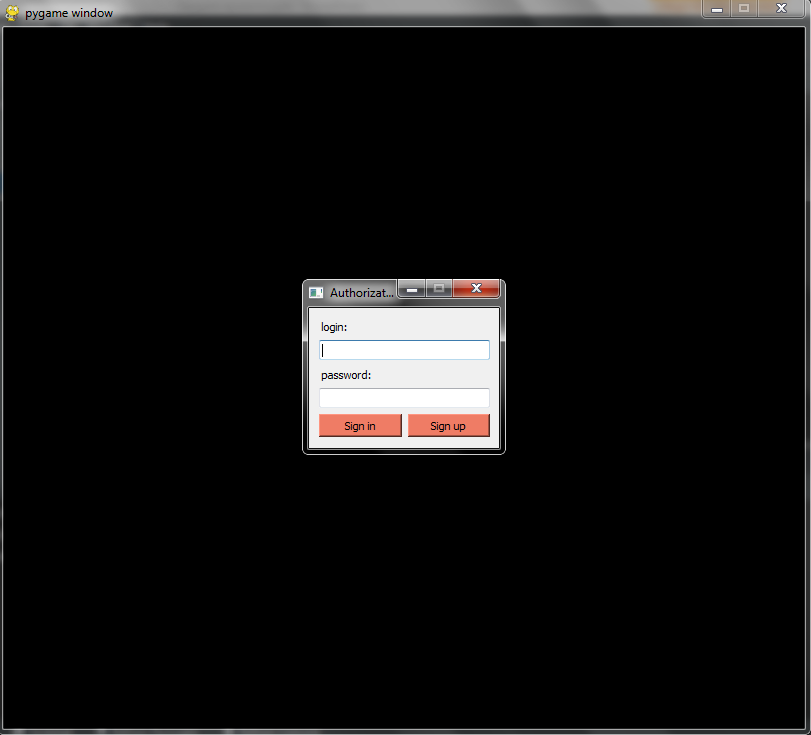 pygame window
Authorizat...
login:
password:
Sign in
Sign up